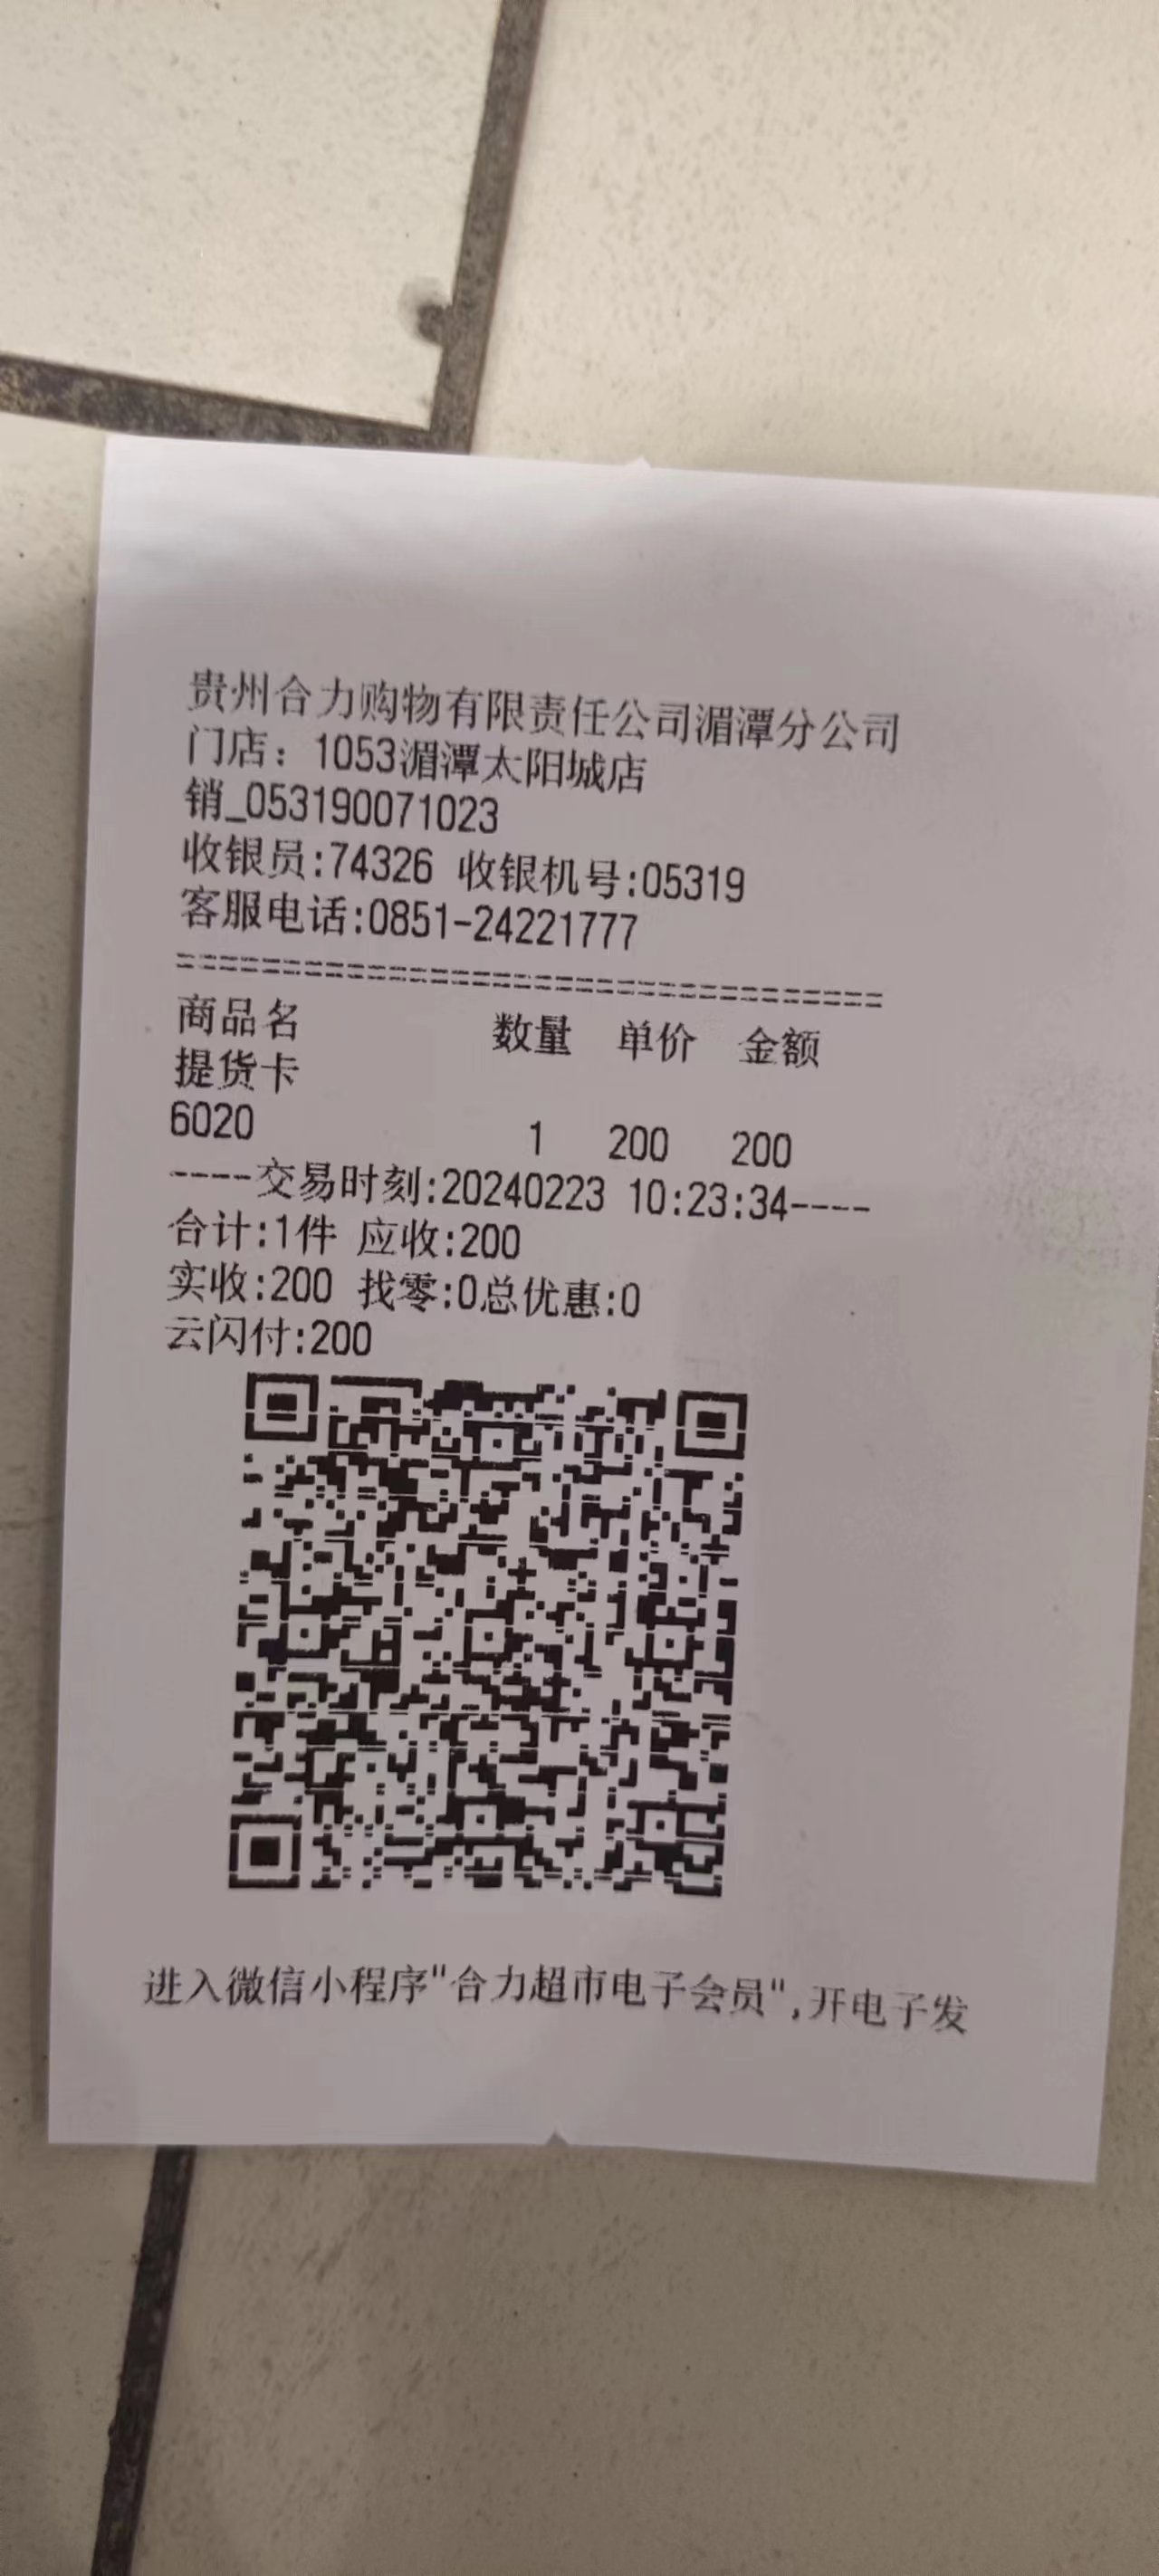 贵州合力购物有限责任公司湄潭分公司
门店：1053湄潭太阳城店
销_053190071023
收银员:74326 收银机号:05319
客服电话:0851-24221777
==================================
商品名 数量 单价 金额
提货卡
6020 1 200 200
----交易时刻:20240223 10:23:34----
合计:1件 应收:200
实收:200 找零:0总优惠:0
云闪付:200
进入微信小程序"合力超市电子会员",开电子发